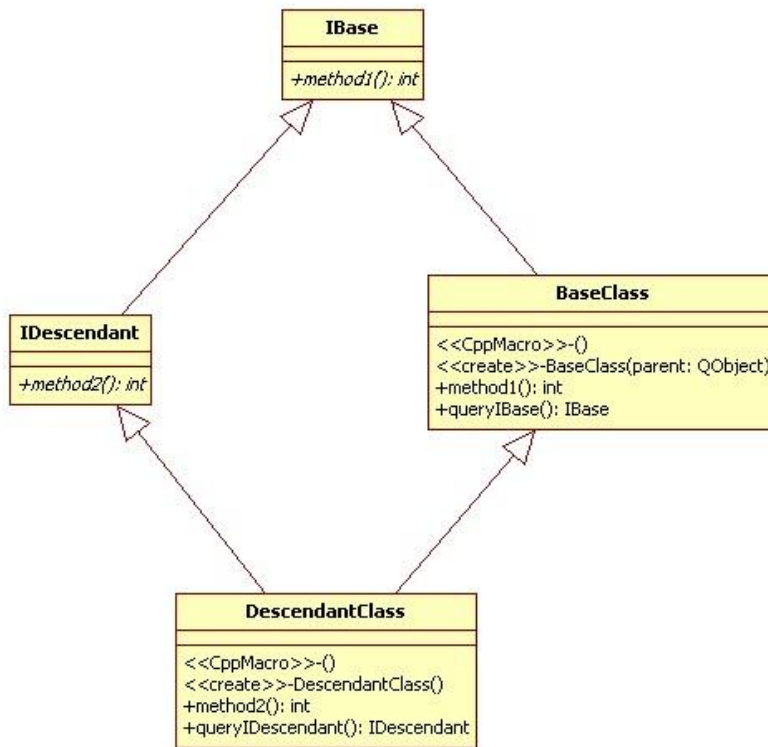 IBase
+method1(): int
IDescendant
+method2(): int
BaseClass
<<CppMacro>>-()
<<create>>-BaseClass(parent: QObject)
+method1(): int
+queryIBase(): IBase
DescendantClass
<<CppMacro>>-()
<<create>>-DescendantClass()
+method2(): int
+queryIDescendant(): IDescendant